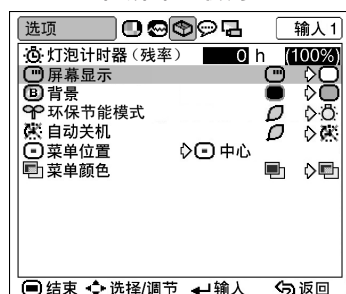 选项 输入 1
灯泡计时器（残率） 0 h (100%)
屏幕显示
B 背景
环保节能模式
自动关机
菜单位置 中心
菜单颜色
结束 选择/调节 输入 返回